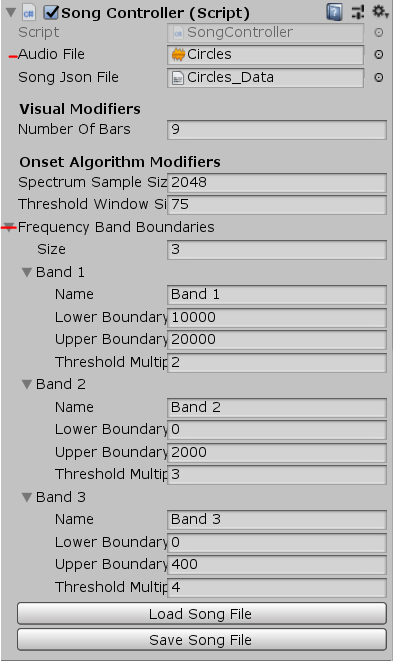 Song Controller (Script)
Script SongController
Audio File Circles
Song Json File Circles_Data
Visual Modifiers
Number Of Bars 9
Onset Algorithm Modifiers
Spectrum Sample Siz 2048
Threshold Window Si 75
Frequency Band Boundaries
Size 3
Band 1
Name Band 1
Lower Boundary 10000
Upper Boundary 20000
Threshold Multip 2
Band 2
Name Band 2
Lower Boundary 0
Upper Boundary 2000
Threshold Multip 3
Band 3
Name Band 3
Lower Boundary 0
Upper Boundary 400
Threshold Multip 4
Load Song File
Save Song File